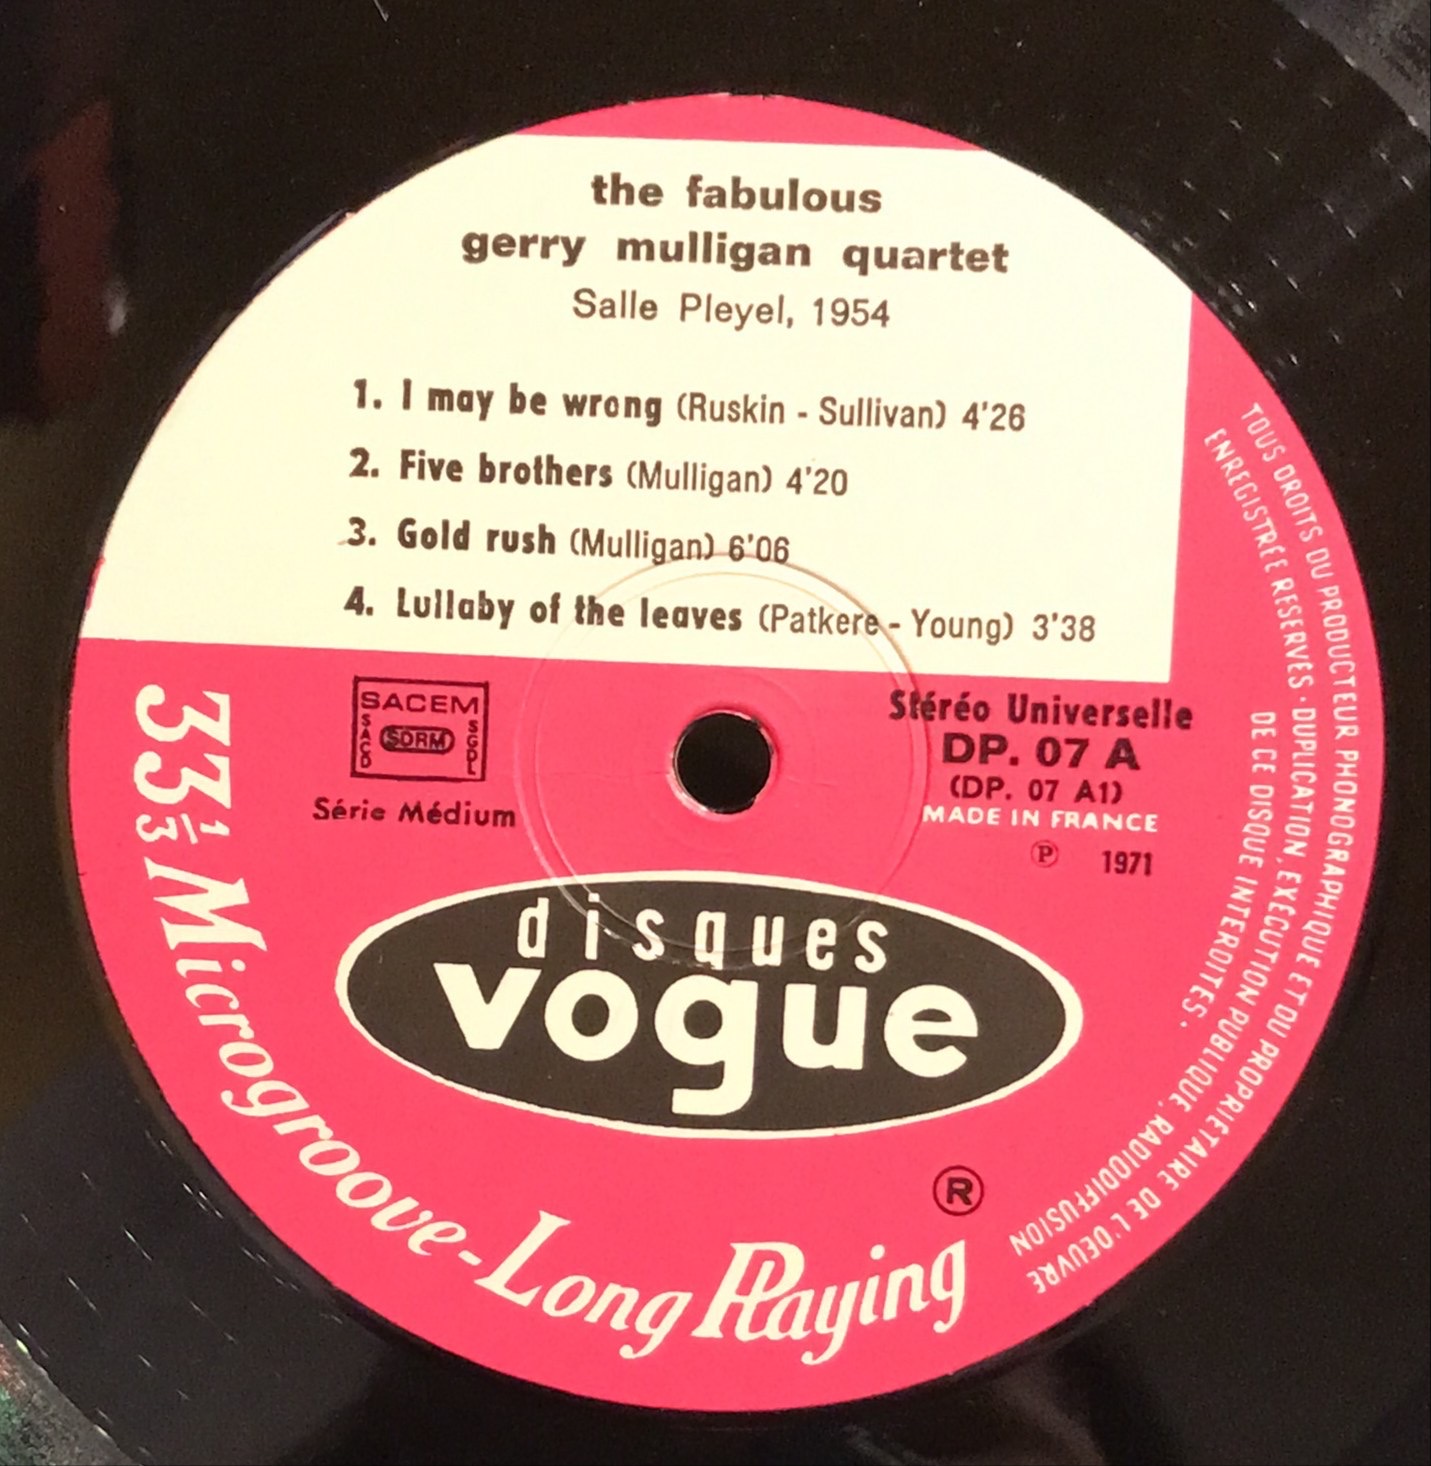 the fabulous
gerry mulligan quartet
Salle Pleyel, 1954
1. I may be wrong (Ruskin - Sullivan) 4'26
2. Five brothers (Mulligan) 4'20
3. Gold rush (Mulligan) 6'06
4. Lullaby of the leaves (Patkere - Young) 3'38
SACEM
SACD
SDRM
SGDL
Série Médium
Stéréo Universelle
DP. 07 A
(DP. 07 A1)
MADE IN FRANCE
℗ 1971
disques
vogue
®
33 1/3 Microgroove - Long Playing
TOUS DROITS DU PRODUCTEUR PHONOGRAPHIQUE ET DU PROPRIÉTAIRE DE L'OEUVRE
ENREGISTRÉE RESERVÉS · DUPLICATION, EXÉCUTION PUBLIQUE, RADIODIFFUSION
DE CE DISQUE INTERDITES .